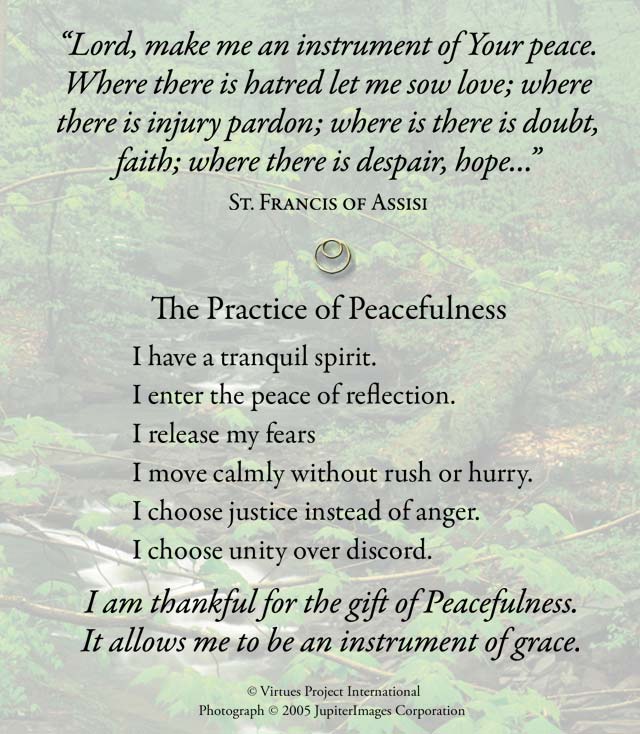 “Lord, make me an instrument of Your peace.
Where there is hatred let me sow love; where
there is injury pardon; where is there is doubt,
faith; where there is despair, hope...”
St. Francis of Assisi
The Practice of Peacefulness
I have a tranquil spirit.
I enter the peace of reflection.
I release my fears
I move calmly without rush or hurry.
I choose justice instead of anger.
I choose unity over discord.
I am thankful for the gift of Peacefulness.
It allows me to be an instrument of grace.
© Virtues Project International
Photograph © 2005 JupiterImages Corporation